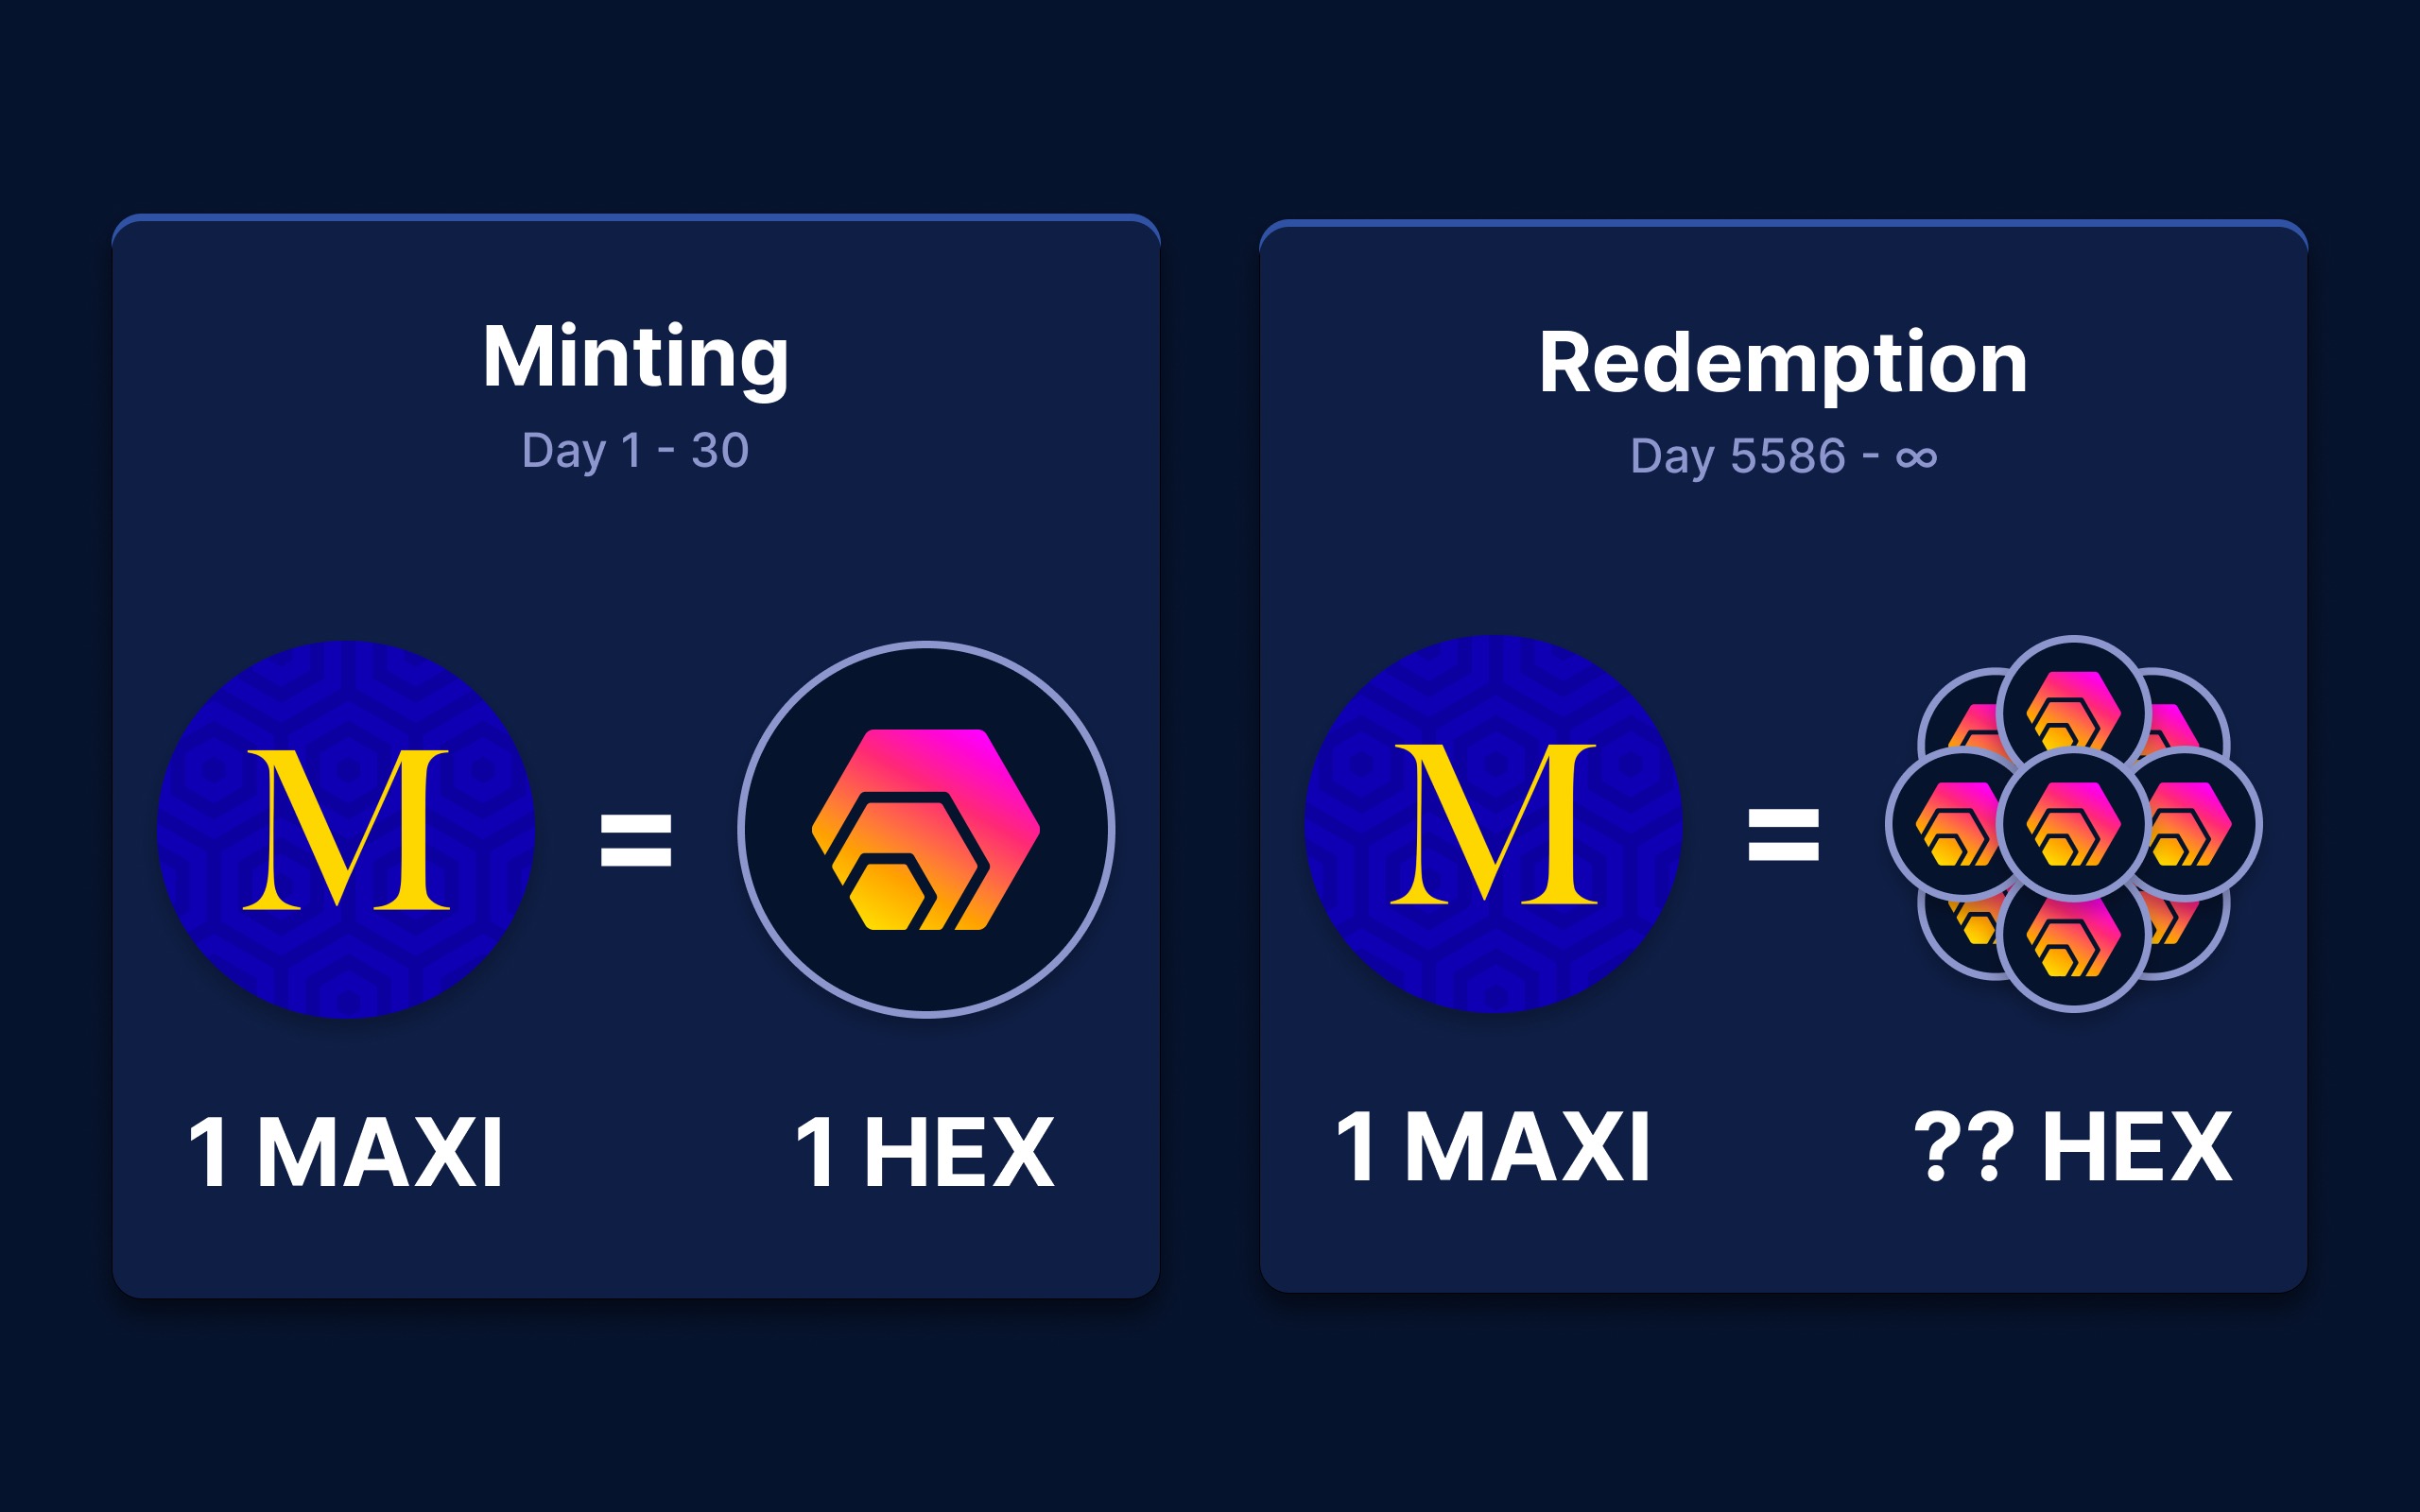 Minting
Day 1 - 30
M
=
1 MAXI
1 HEX
Redemption
Day 5586 - ∞
M
=
1 MAXI
?? HEX